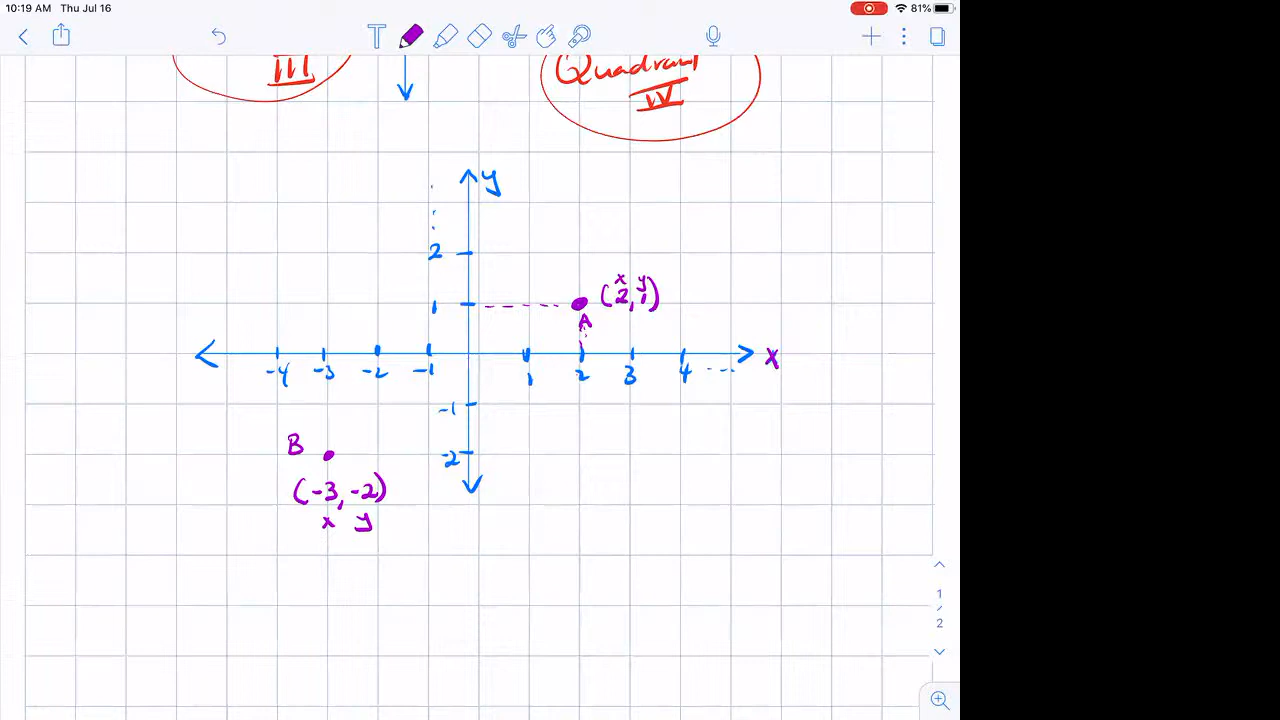 10:19 AM Thu Jul 16
81%
T
III
Quadrant
IV
y
2
x y
(2,1)
1
A
x
-4 -3 -2 -1 1 2 3 4 ...
-1
B
-2
(-3,-2)
x y
1
/
2